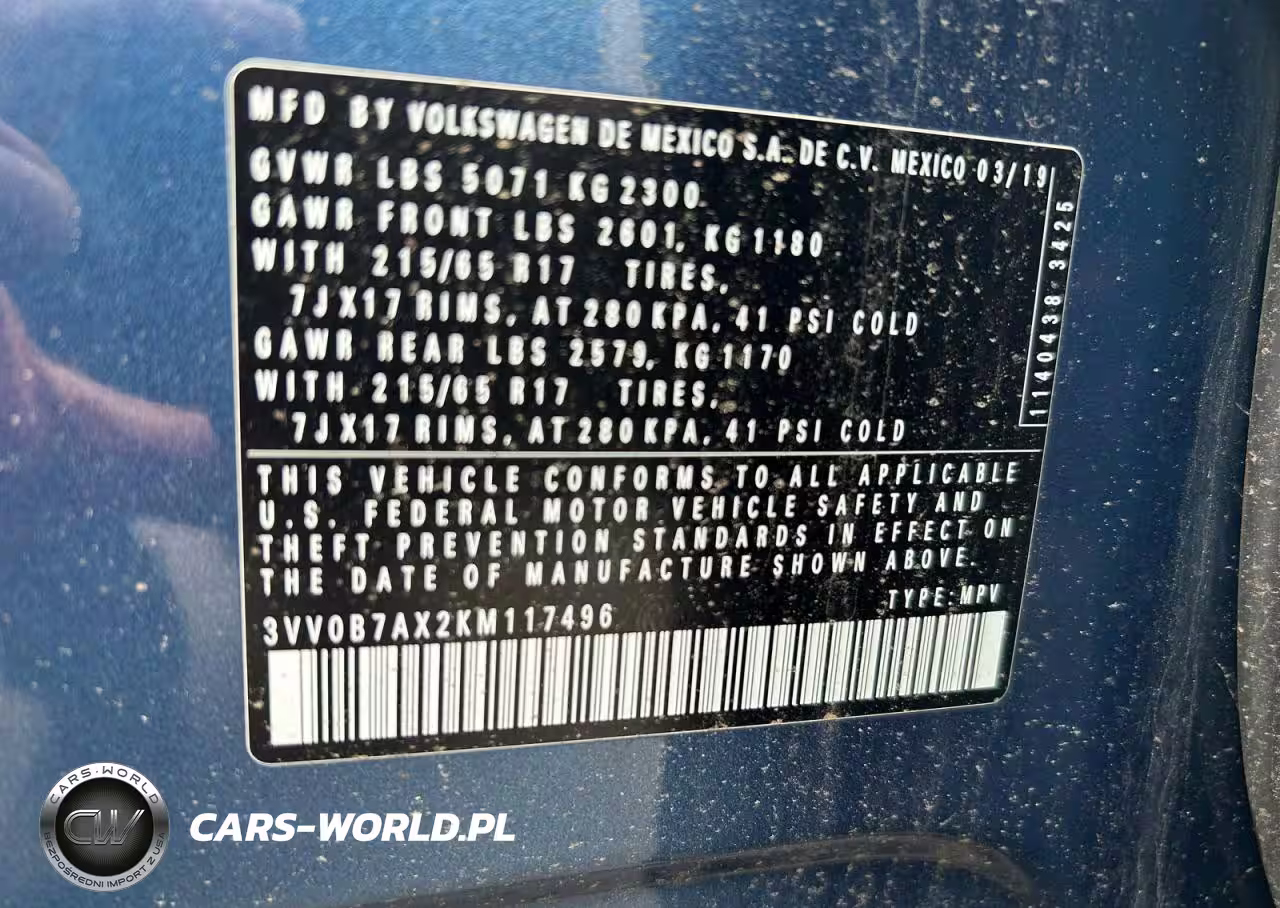 MFD BY VOLKSWAGEN DE MEXICO S.A. DE C.V. MEXICO 03/19
GVWR LBS 5071 KG 2300
GAWR FRONT LBS 2601, KG 1180
WITH 215/65 R17 TIRES,
7JX17 RIMS, AT 280 KPA, 41 PSI COLD
GAWR REAR LBS 2579, KG 1170
WITH 215/65 R17 TIRES,
7JX17 RIMS, AT 280 KPA, 41 PSI COLD
1140438 3425
THIS VEHICLE CONFORMS TO ALL APPLICABLE
U.S. FEDERAL MOTOR VEHICLE SAFETY AND
THEFT PREVENTION STANDARDS IN EFFECT ON
THE DATE OF MANUFACTURE SHOWN ABOVE.
TYPE: MPV
3VV0B7AX2KM117496
CARS-WORLD
CW
BEZPOŚREDNI IMPORT Z USA
CARS-WORLD.PL